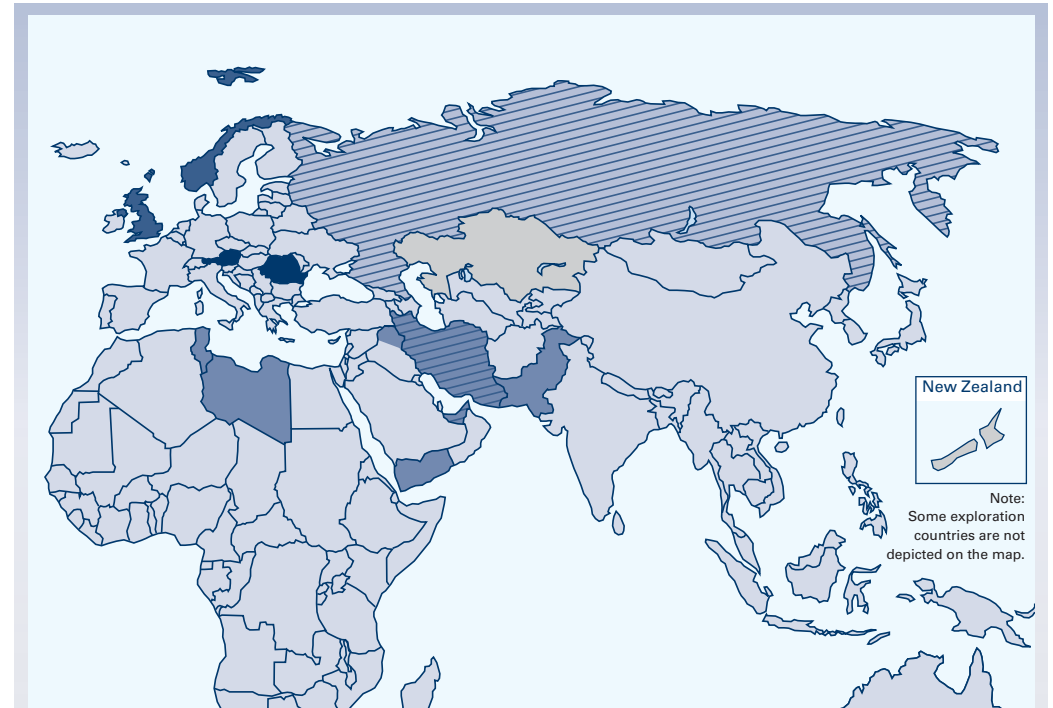 New Zealand
Note:
Some exploration
countries are not
depicted on the map.